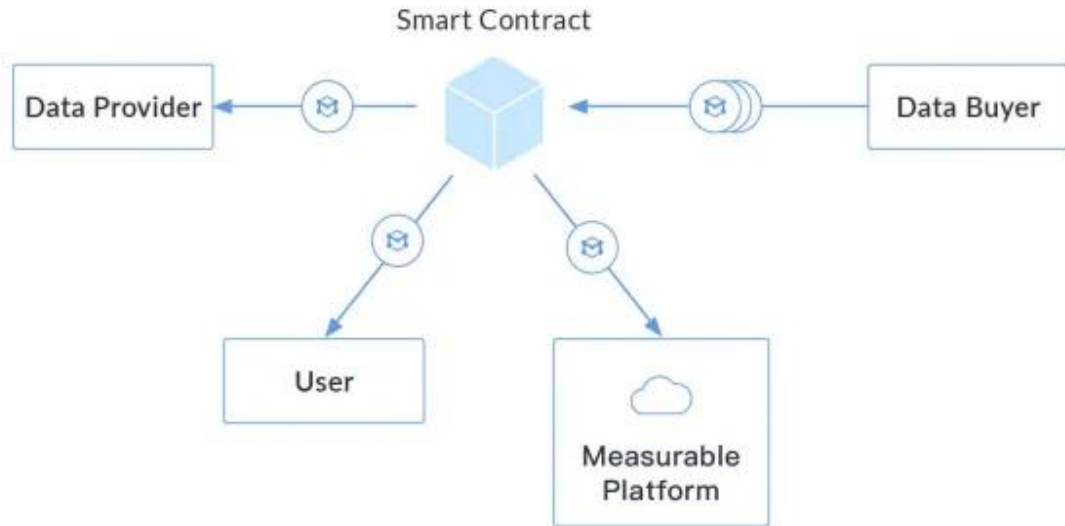 Smart Contract
Data Provider
Data Buyer
User
Measurable
Platform